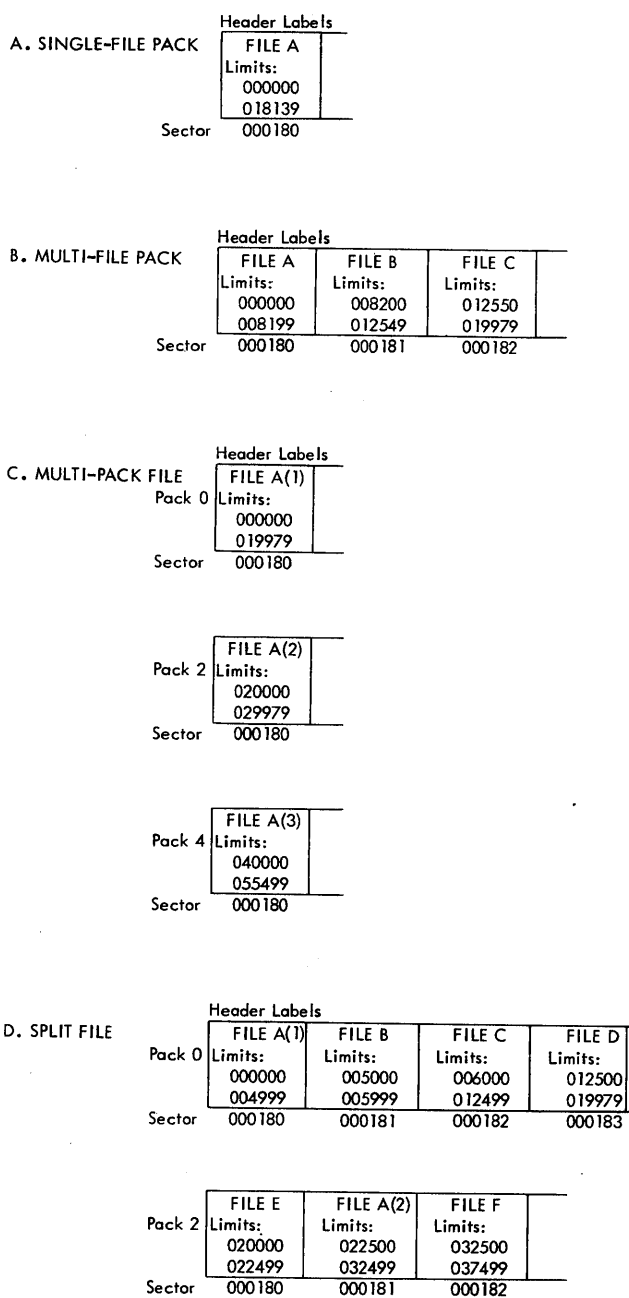 Header Labels
A. SINGLE-FILE PACK FILE A
Limits:
000000
018139
Sector 000180
Header Labels
B. MULTI-FILE PACK FILE A FILE B FILE C
Limits: Limits: Limits:
000000 008200 012550
008199 012549 019979
Sector 000180 000181 000182
Header Labels
C. MULTI-PACK FILE FILE A(1)
Pack 0 Limits:
000000
019979
Sector 000180
FILE A(2)
Pack 2 Limits:
020000
029979
Sector 000180
FILE A(3)
Pack 4 Limits:
040000
055499
Sector 000180
Header Labels
D. SPLIT FILE FILE A(1) FILE B FILE C FILE D
Pack 0 Limits: Limits: Limits: Limits:
000000 005000 006000 012500
004999 005999 012499 019979
Sector 000180 000181 000182 000183
FILE E FILE A(2) FILE F
Pack 2 Limits: Limits: Limits:
020000 022500 032500
022499 032499 037499
Sector 000180 000181 000182